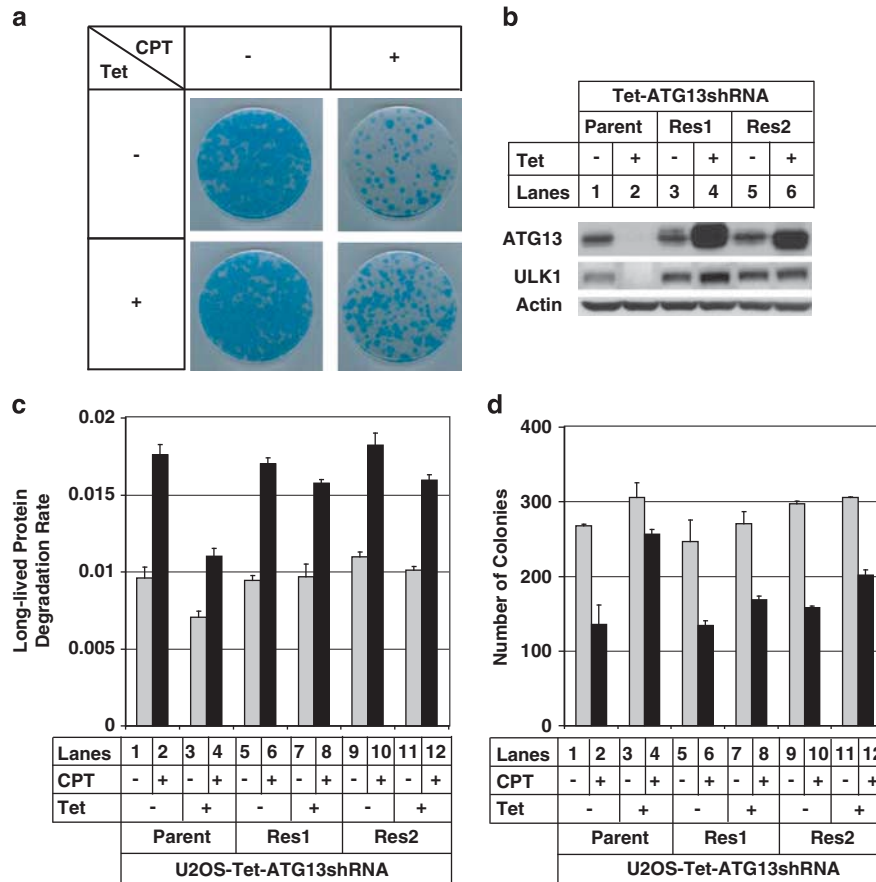 a
CPT
Tet
- +
-
+
b
Tet-ATG13shRNA
Parent Res1 Res2
Tet - + - + - +
Lanes 1 2 3 4 5 6
ATG13
ULK1
Actin
c
Long-lived Protein
Degradation Rate
0.02
0.015
0.01
0.005
0
Lanes 1 2 3 4 5 6 7 8 9 10 11 12
CPT - + - + - + - + - + - +
Tet - + - + - +
Parent Res1 Res2
U2OS-Tet-ATG13shRNA
d
Number of Colonies
400
300
200
100
0
Lanes 1 2 3 4 5 6 7 8 9 10 11 12
CPT - + - + - + - + - + - +
Tet - + - + - +
Parent Res1 Res2
U2OS-Tet-ATG13shRNA